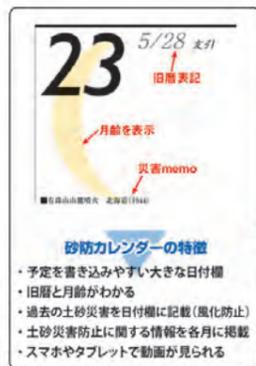 23
5/28 友引
旧暦表記
月齢を表示
災害memo
■有珠山山麓噴火 北海道(1944)
砂防カレンダーの特徴
・予定を書き込みやすい大きな日付欄
・旧暦と月齢がわかる
・過去の土砂災害を日付欄に記載(風化防止)
・土砂災害防止に関する情報を各月に掲載
・スマホやタブレットで動画が見られる